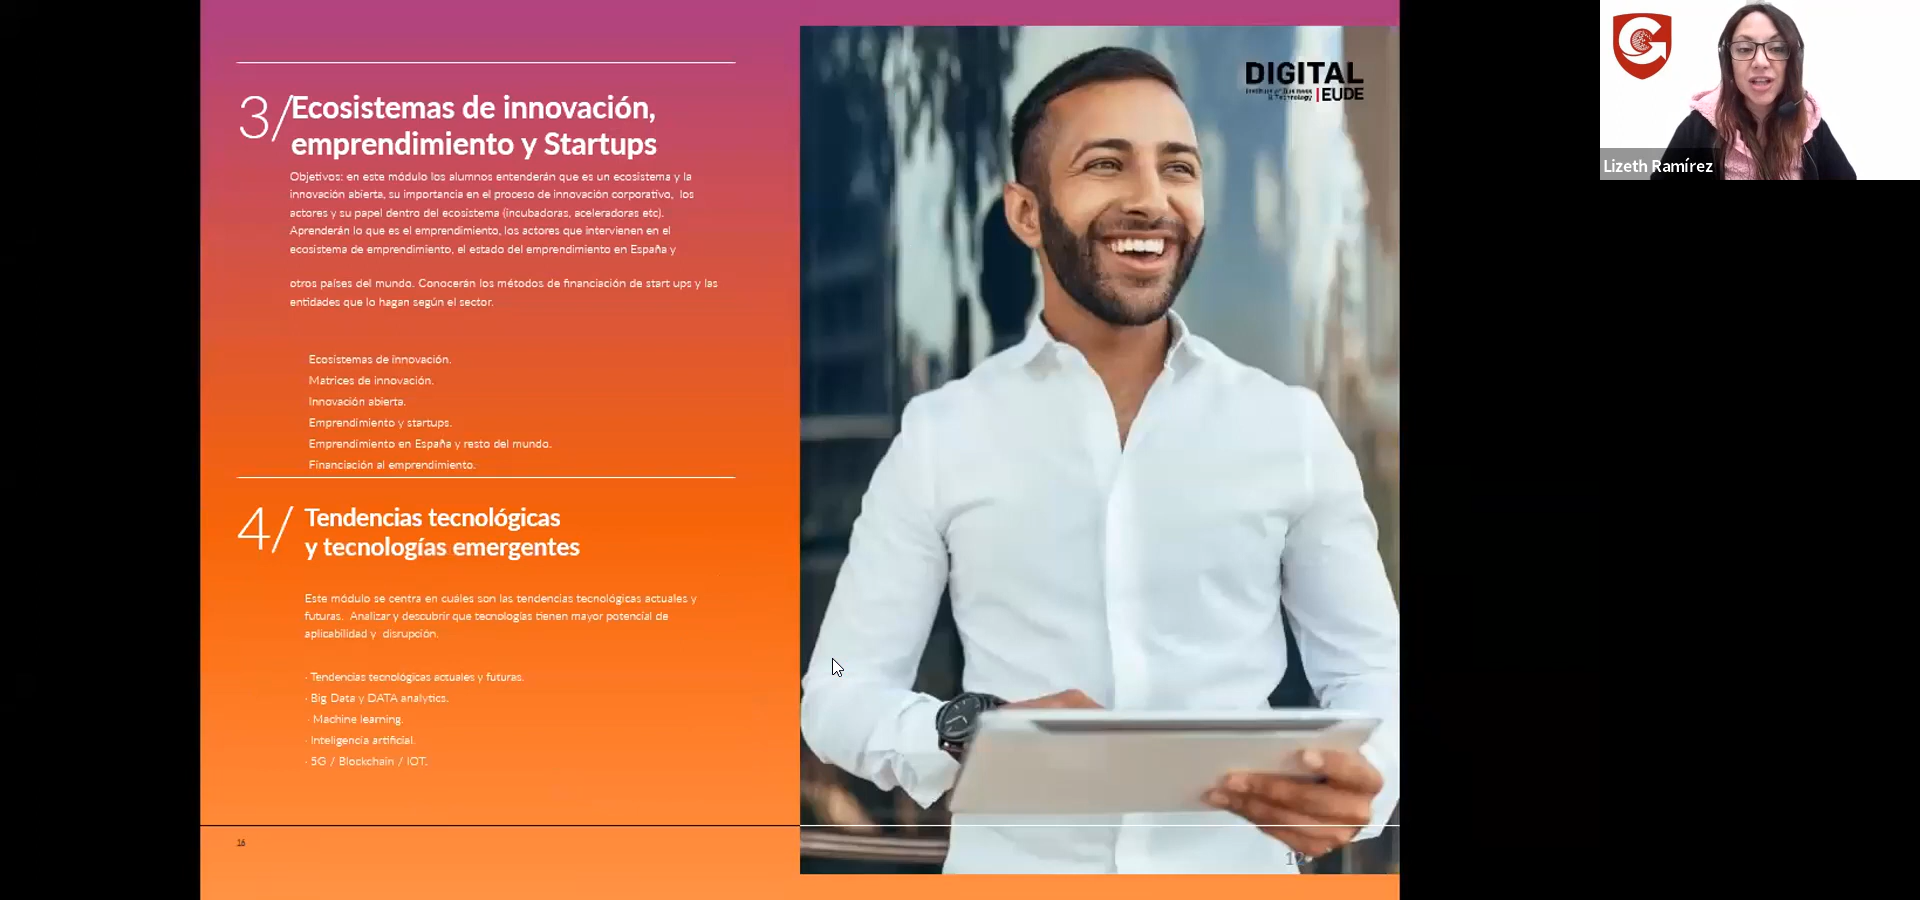 3/
Ecosistemas de innovación,
emprendimiento y Startups
Objetivos: en este módulo los alumnos entenderán que es un ecosistema y la
innovación abierta, su importancia en el proceso de innovación corporativo, los
actores y su papel dentro del ecosistema (incubadoras, aceleradoras etc).
Aprenderán lo que es el emprendimiento, los actores que intervienen en el
ecosistema de emprendimiento, el estado del emprendimiento en España y
otros países del mundo. Conocerán los métodos de financiación de start ups y las
entidades que lo hagan según el sector.
Ecosistemas de innovación.
Matrices de innovación.
Innovación abierta.
Emprendimiento y startups.
Emprendimiento en España y resto del mundo.
Financiación al emprendimiento.
4/
Tendencias tecnológicas
y tecnologías emergentes
Este módulo se centra en cuáles son las tendencias tecnológicas actuales y
futuras. Analizar y descubrir que tecnologías tienen mayor potencial de
aplicabilidad y disrupción.
· Tendencias tecnológicas actuales y futuras.
· Big Data y DATA analytics.
· Machine learning.
· Inteligencia artificial.
· 5G / Blockchain / IOT.
16
DIGITAL
Institute of Business
& Technology |EUDE
12
G
Lizeth Ramírez